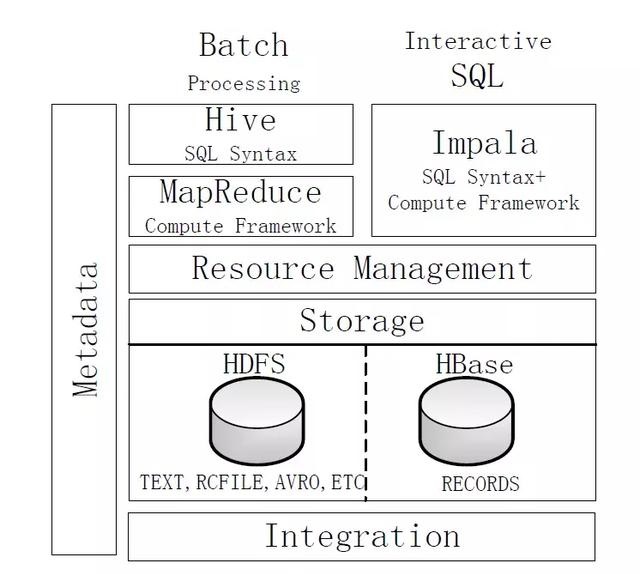 Batch
Processing
Interactive
SQL
Metadata
Hive
SQL Syntax
MapReduce
Compute Framework
Impala
SQL Syntax+
Compute Framework
Resource Management
Storage
HDFS
TEXT, RCFILE, AVRO, ETC
HBase
RECORDS
Integration